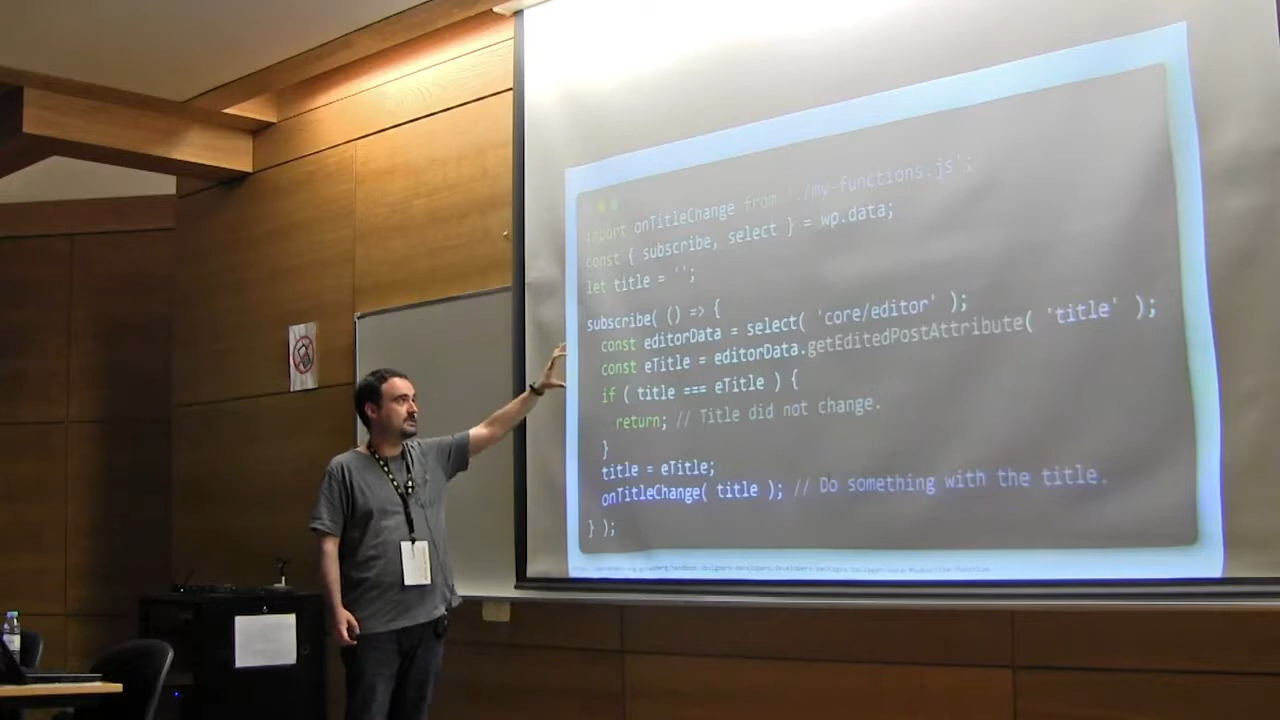 import onTitleChange from './my-functions.js';
const { subscribe, select } = wp.data;
let title = '';
subscribe( () => {
const editorData = select( 'core/editor' );
const eTitle = editorData.getEditedPostAttribute( 'title' );
if ( title === eTitle ) {
return; // Title did not change.
}
title = eTitle;
onTitleChange( title ); // Do something with the title.
} );